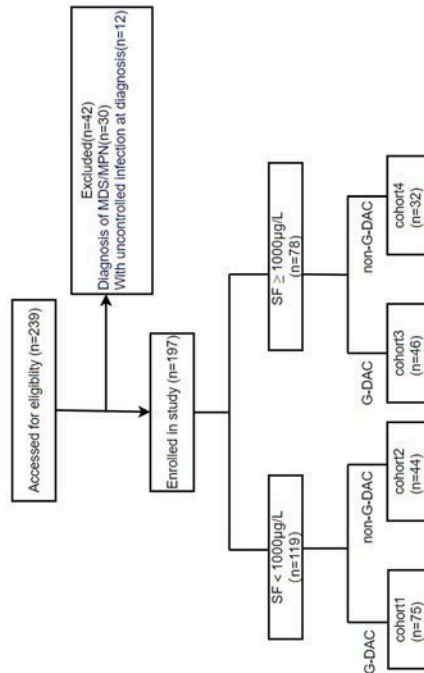 Accessed for eligiblity (n=239)
Excluded(n=42)
Diagnosis of MDS/MPN(n=30)
With uncontrolled infection at diagnosis(n=12)
Enrolled in study (n=197)
SF < 1000μg/L
(n=119)
SF ≥ 1000μg/L
(n=78)
G-DAC
non-G-DAC
G-DAC
non-G-DAC
cohort1
(n=75)
cohort2
(n=44)
cohort3
(n=46)
cohort4
(n=32)